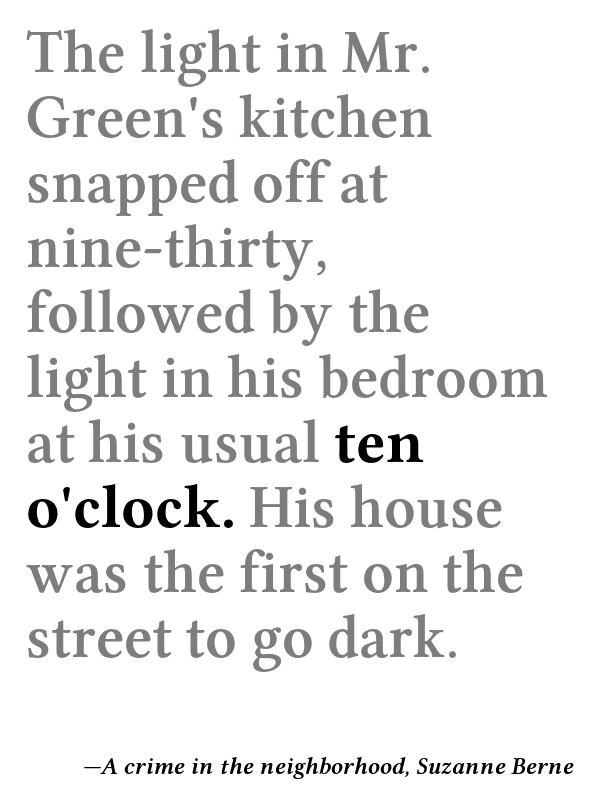 The light in Mr.
Green's kitchen
snapped off at
nine-thirty,
followed by the
light in his bedroom
at his usual ten
o'clock. His house
was the first on the
street to go dark.
—A crime in the neighborhood, Suzanne Berne